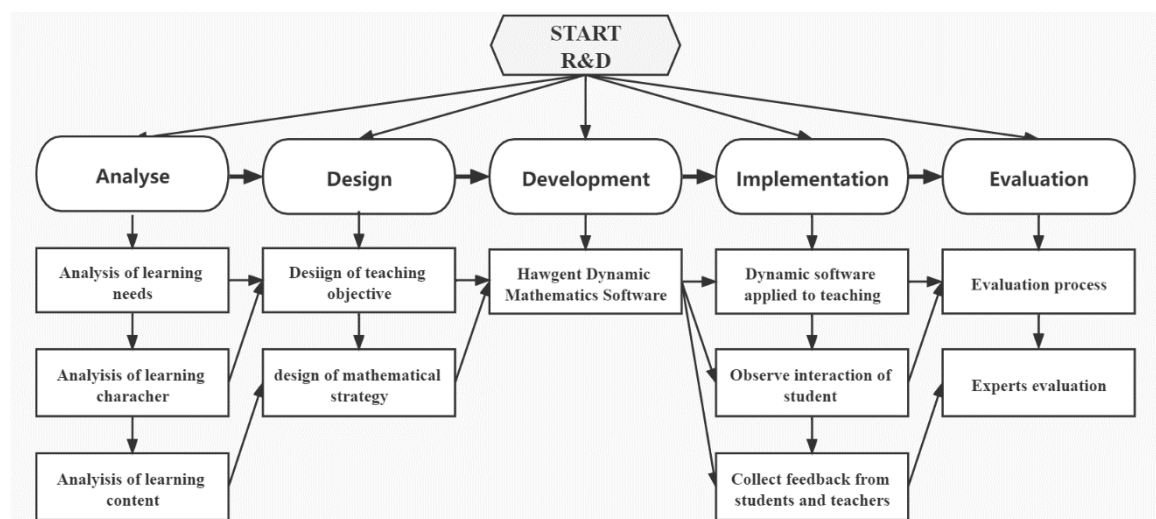 START
R&D
Analyse
Design
Development
Implementation
Evaluation
Analysis of learning
needs
Desiign of teaching
objective
Hawgent Dynamic
Mathematics Software
Dynamic software
applied to teaching
Evaluation process
Analyisis of learning
characher
design of mathematical
strategy
Observe interaction of
student
Experts evaluation
Analyisis of learning
content
Collect feedback from
students and teachers